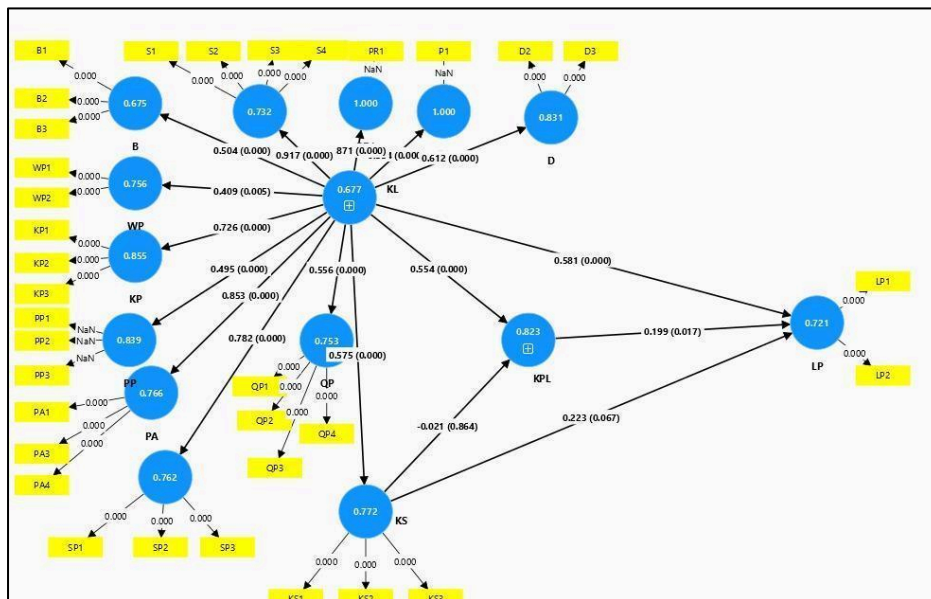 B1 S1 S2 S3 S4 PR1 P1 D2 D3
0.000 0.000 0.000 0.000 0.000 NaN NaN 0.000 0.000
B2 0.000 0.675 0.732 1.000 1.000 0.831
B3 0.000
B D
0.504 (0.000) 0.917 (0.000) 871 (0.000) 0.612 (0.000)
WP1 0.000 0.756 0.677 KL
WP2 0.000 0.409 (0.005)
WP
KP1 0.000 0.726 (0.000)
KP2 0.000 0.855
KP3 0.000
KP 0.495 (0.000) 0.556 (0.000) 0.554 (0.000) 0.581 (0.000)
0.853 (0.000)
LP1 0.000
PP1 NaN
PP2 NaN 0.839 0.782 (0.000) 0.753 0.823 0.199 (0.017) 0.721
PP3 NaN 0.575 (0.000)
PP QP KPL LP
0.000 LP2
PA1 0.000 0.766 QP1 0.000 0.000
PA3 0.000 QP2 0.000 0.000
PA4 0.000 QP4
PA -0.021 (0.864) 0.223 (0.067)
QP3
0.762
0.772 KS
0.000 0.000 0.000
SP1 SP2 SP3
0.000 0.000 0.000
KS1 KS2 KS3